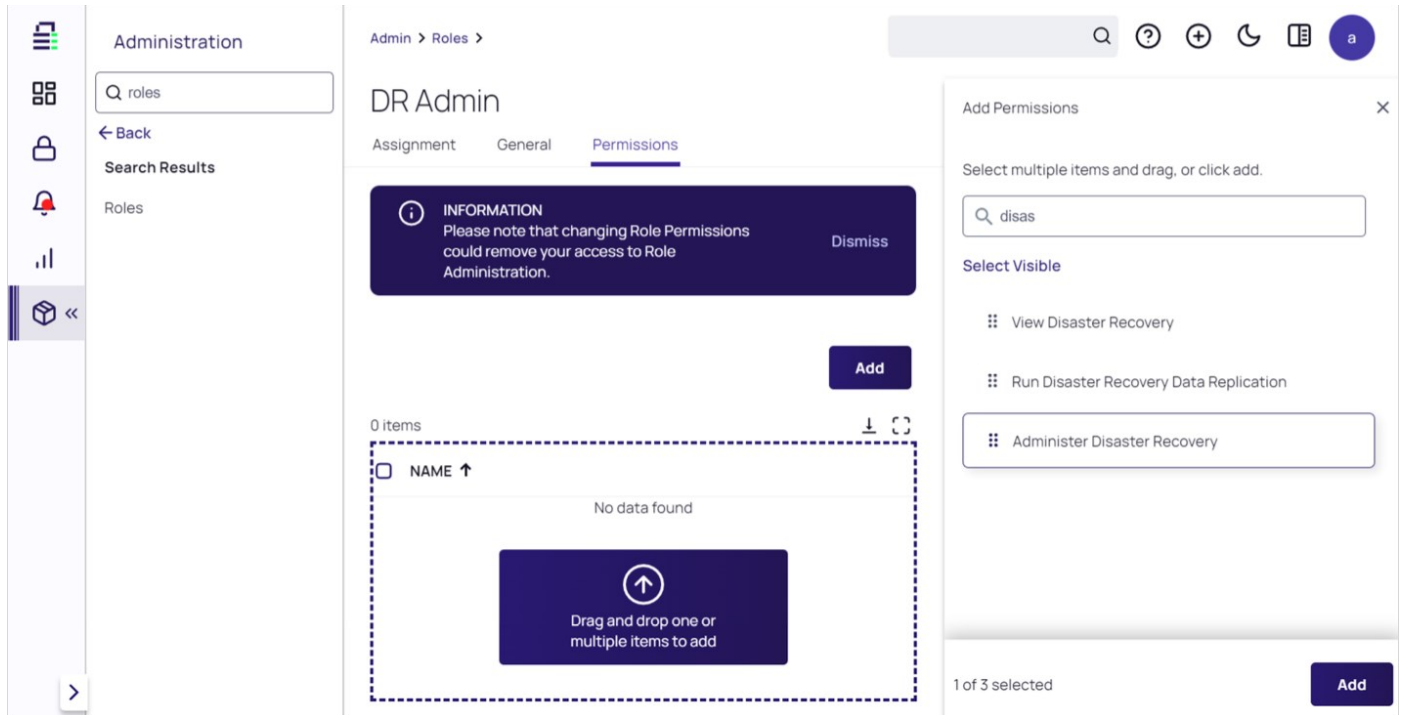 Administration
roles
Back
Search Results
Roles
Admin > Roles >
a
DR Admin
Assignment General Permissions
INFORMATION
Please note that changing Role Permissions
could remove your access to Role
Administration.
Dismiss
Add
0 items
NAME ↑
No data found
Drag and drop one or
multiple items to add
Add Permissions
Select multiple items and drag, or click add.
disas
Select Visible
View Disaster Recovery
Run Disaster Recovery Data Replication
Administer Disaster Recovery
1 of 3 selected
Add